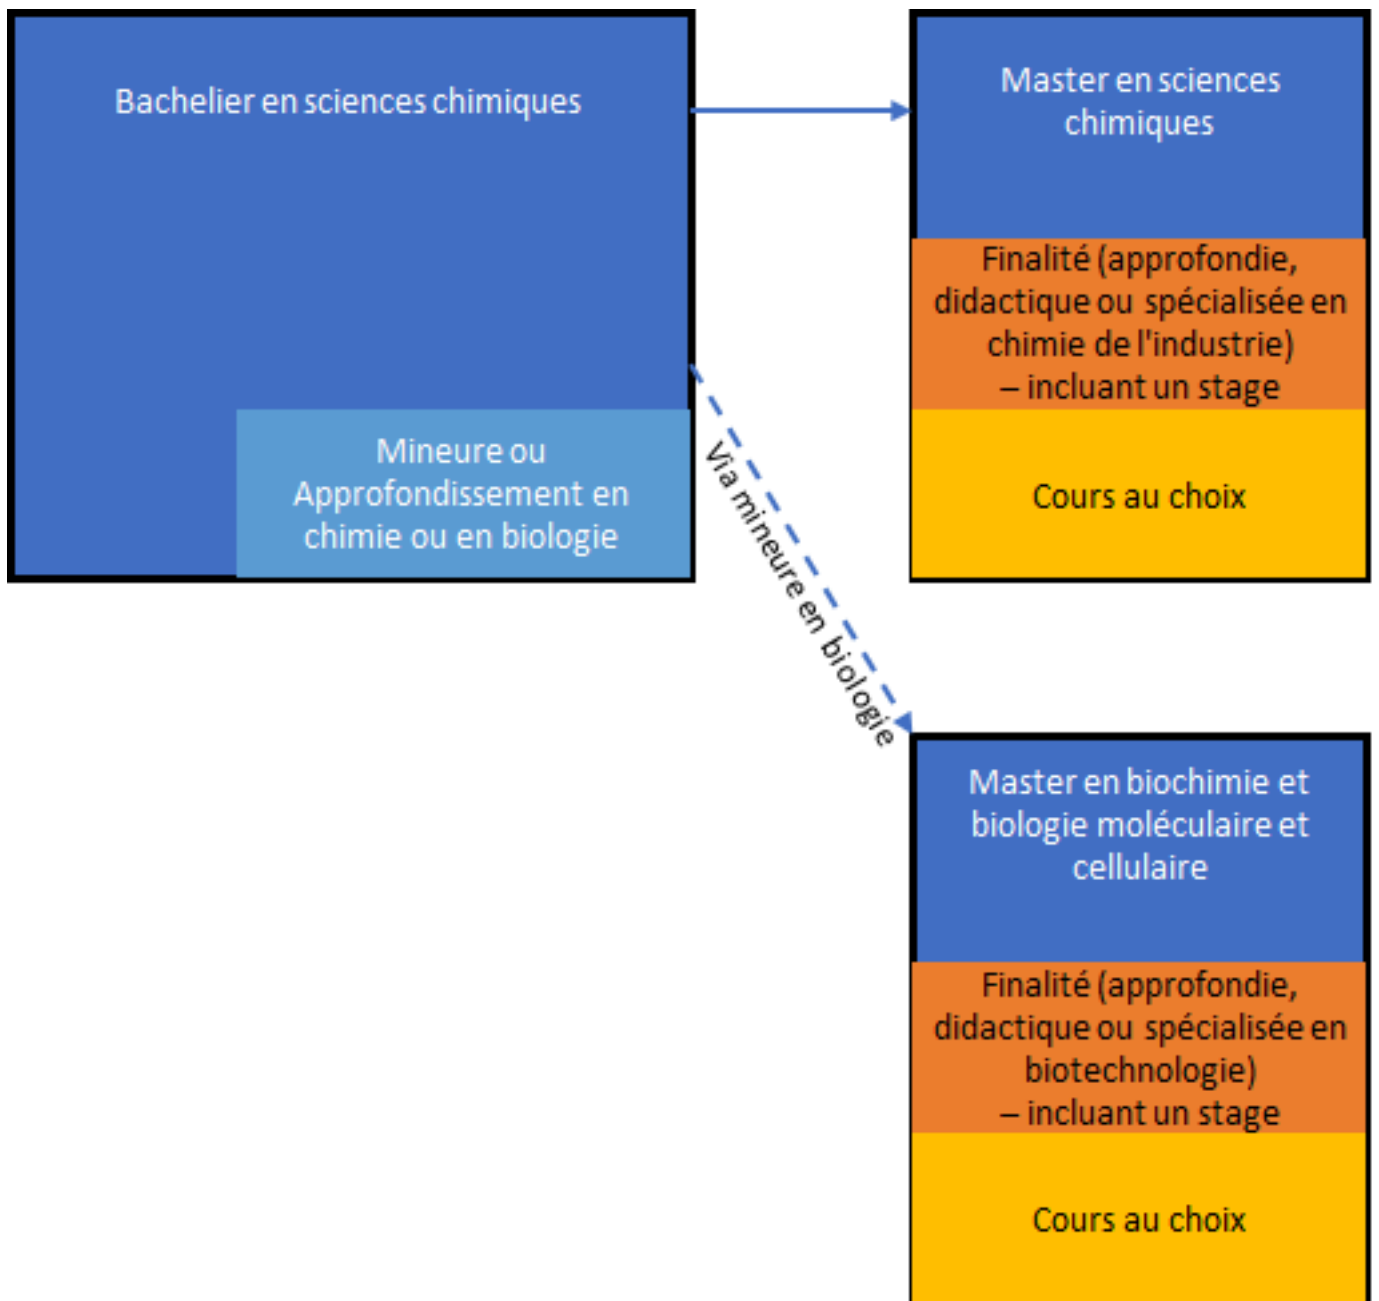 Bachelier en sciences chimiques
Mineure ou
Approfondissement en
chimie ou en biologie
Master en sciences
chimiques
Finalité (approfondie,
didactique ou spécialisée en
chimie de l'industrie)
– incluant un stage
Cours au choix
Via mineure en biologie
Master en biochimie et
biologie moléculaire et
cellulaire
Finalité (approfondie,
didactique ou spécialisée en
biotechnologie)
– incluant un stage
Cours au choix